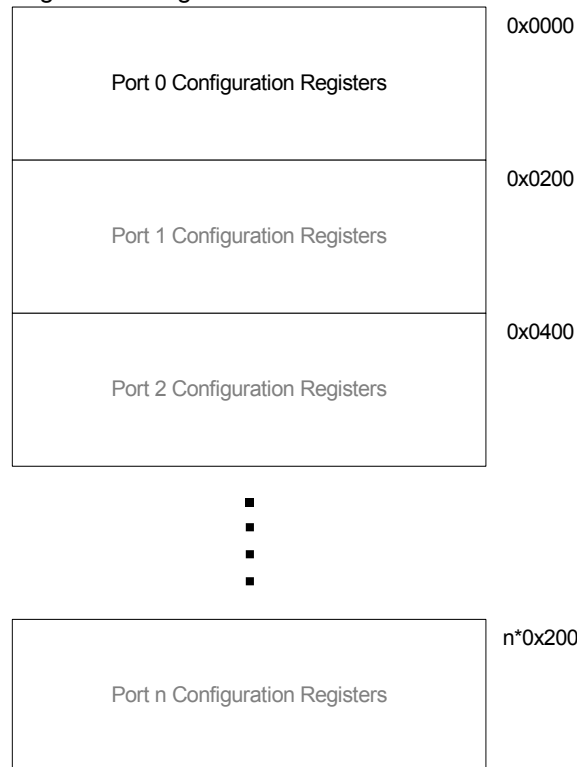 0x0000
Port 0 Configuration Registers
0x0200
Port 1 Configuration Registers
0x0400
Port 2 Configuration Registers
n*0x200
Port n Configuration Registers